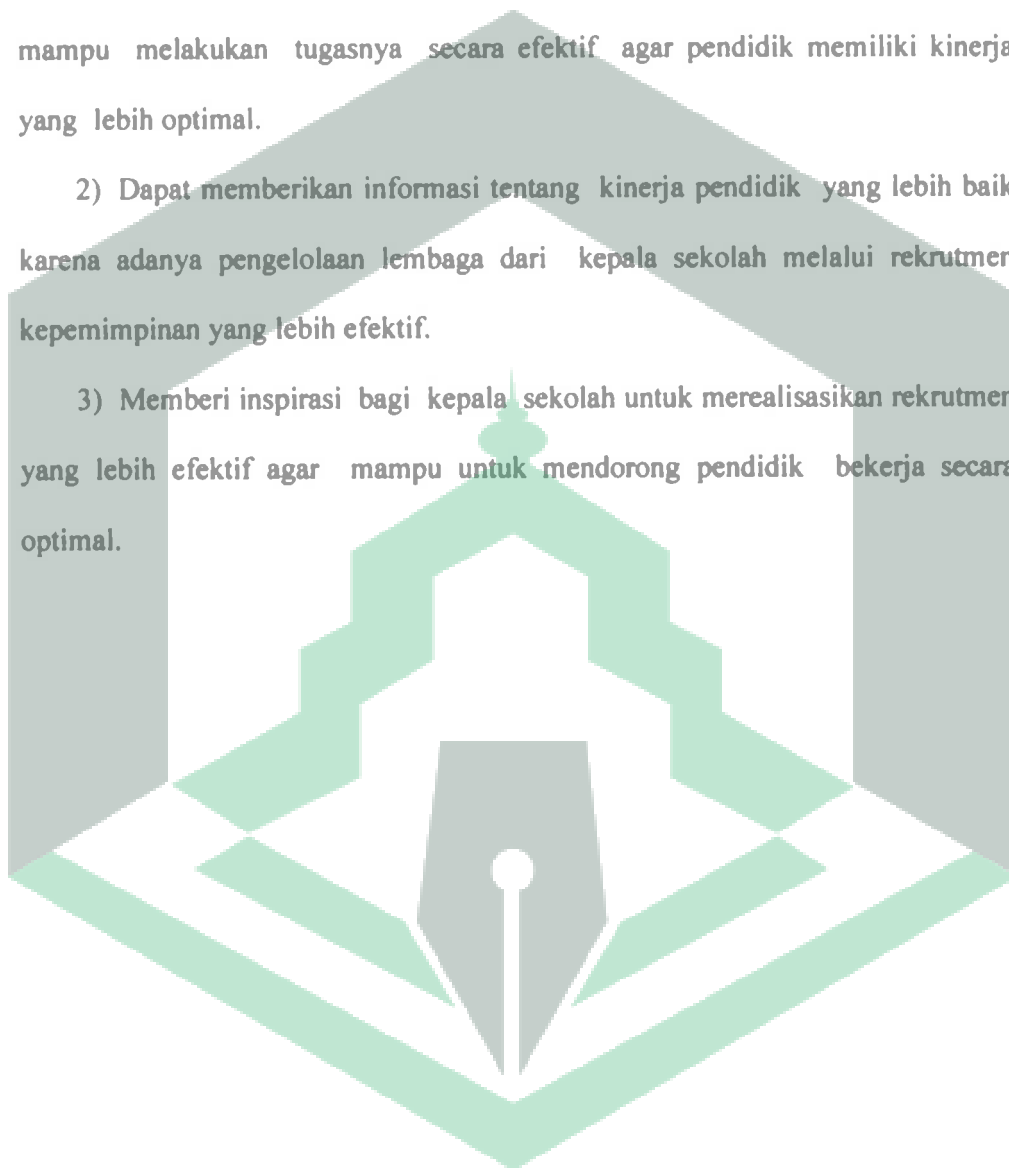 mampu melakukan tugasnya secara efektif agar pendidik memiliki kinerja
yang lebih optimal.
2) Dapat memberikan informasi tentang kinerja pendidik yang lebih baik
karena adanya pengelolaan lembaga dari kepala sekolah melalui rekrutmen
kepemimpinan yang lebih efektif.
3) Memberi inspirasi bagi kepala sekolah untuk merealisasikan rekrutmen
yang lebih efektif agar mampu untuk mendorong pendidik bekerja secara
optimal.